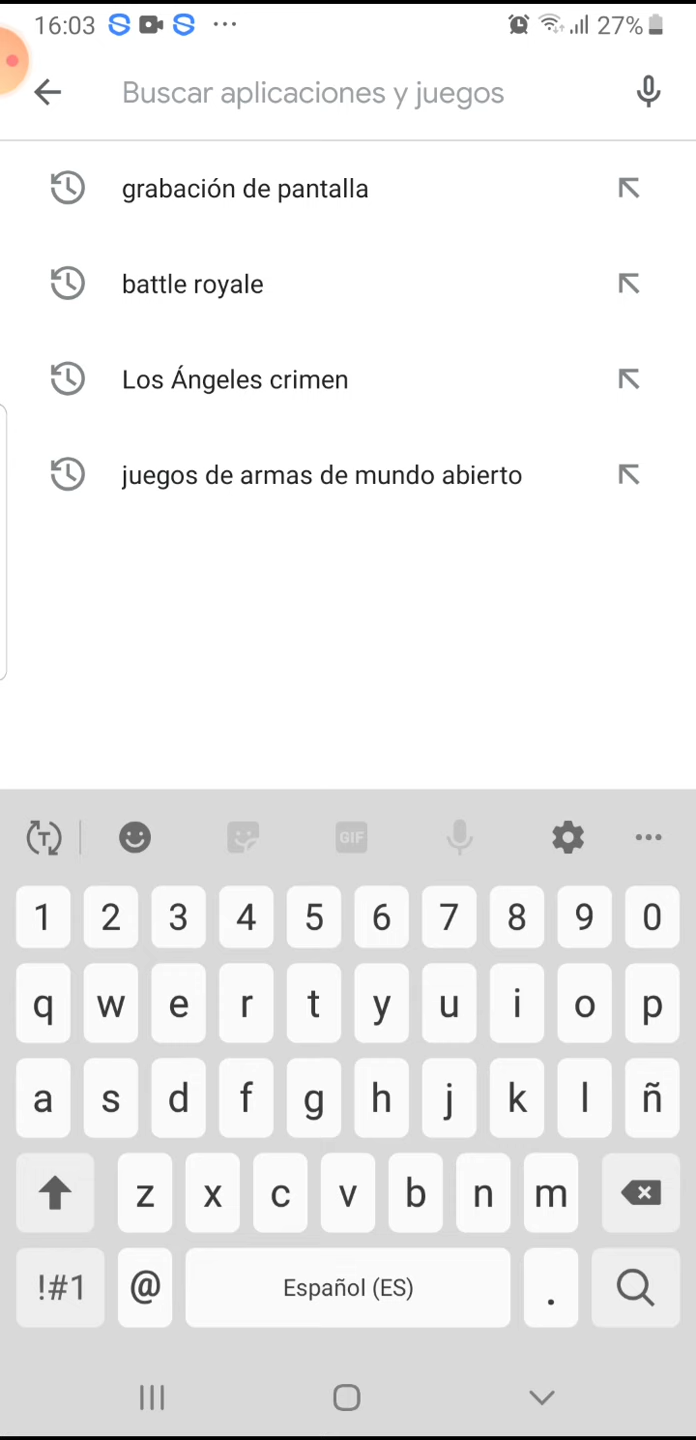 16:03 27%
Buscar aplicaciones y juegos
grabación de pantalla
battle royale
Los Ángeles crimen
juegos de armas de mundo abierto
T GIF
1 2 3 4 5 6 7 8 9 0
q w e r t y u i o p
a s d f g h j k l ñ
z x c v b n m
!#1 @ Español (ES) .